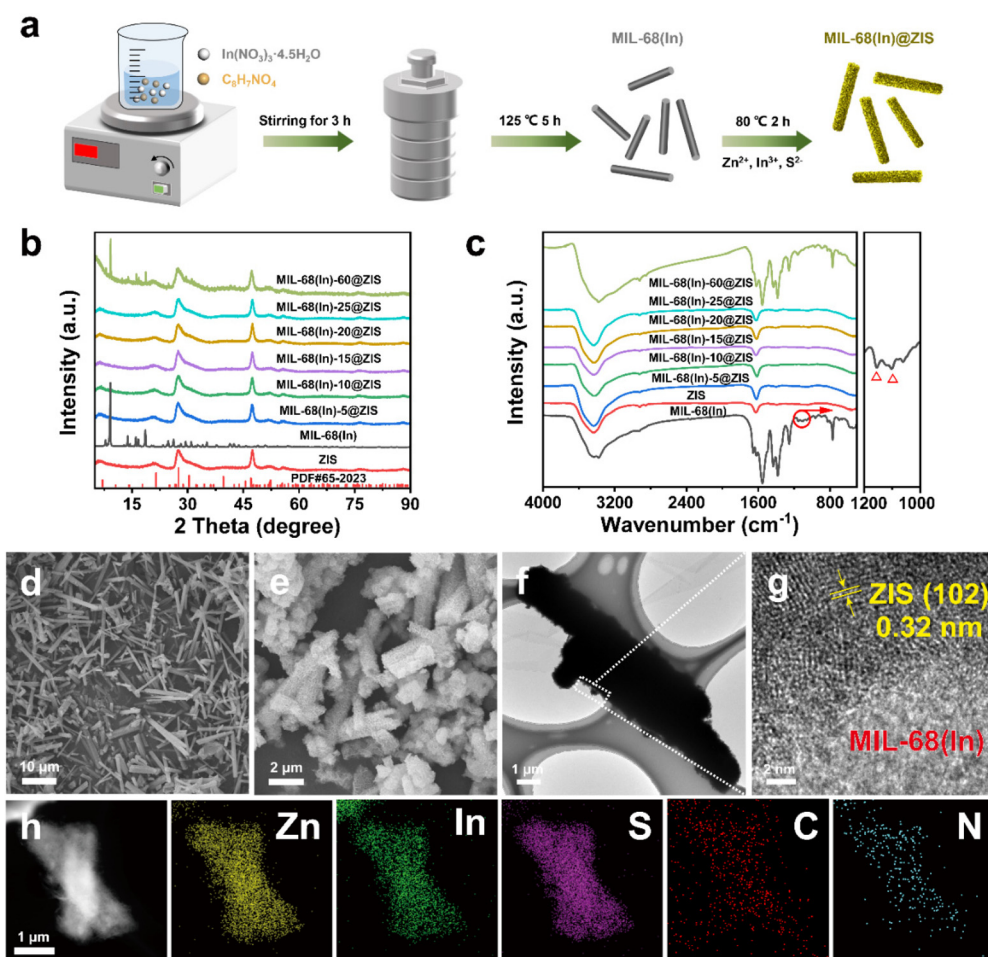 a
In(NO₃)₃·4.5H₂O
C₈H₇NO₄
Stirring for 3 h
125 ℃ 5 h
MIL-68(In)
80 ℃ 2 h
Zn²⁺, In³⁺, S²⁻
MIL-68(In)@ZIS
b
Intensity (a.u.)
MIL-68(In)-60@ZIS
MIL-68(In)-25@ZIS
MIL-68(In)-20@ZIS
MIL-68(In)-15@ZIS
MIL-68(In)-10@ZIS
MIL-68(In)-5@ZIS
MIL-68(In)
ZIS
PDF#65-2023
15 30 45 60 75 90
2 Theta (degree)
c
Intensity (a.u.)
MIL-68(In)-60@ZIS
MIL-68(In)-25@ZIS
MIL-68(In)-20@ZIS
MIL-68(In)-15@ZIS
MIL-68(In)-10@ZIS
MIL-68(In)-5@ZIS
ZIS
MIL-68(In)
4000 3200 2400 1600 800 1200 1000
Wavenumber (cm⁻¹)
d
10 μm
e
2 μm
f
1 μm
g
ZIS (102)
0.32 nm
MIL-68(In)
2 nm
h
1 μm
Zn
In
S
C
N